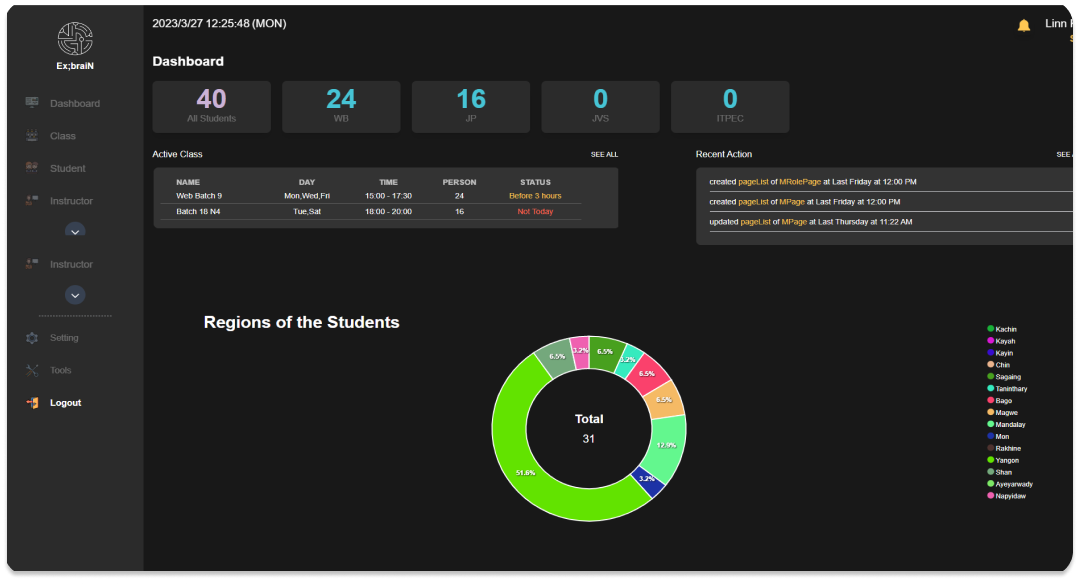 2023/3/27 12:25:48 (MON)
Linn
Ex;braiN
Dashboard
Class
Student
Instructor
Instructor
Setting
Tools
Logout
Dashboard
40
All Students
24
WB
16
JP
0
JVS
0
ITPEC
Active Class SEE ALL
NAME DAY TIME PERSON STATUS
Web Batch 9 Mon,Wed,Fri 15:00 - 17:30 24 Before 3 hours
Batch 18 N4 Tue,Sat 18:00 - 20:00 16 Not Today
Recent Action SEE
created pageList of MRolePage at Last Friday at 12:00 PM
created pageList of MPage at Last Friday at 12:00 PM
updated pageList of MPage at Last Thursday at 11:22 AM
Regions of the Students
6.5%
3.2%
6.5%
6.5%
12.9%
3.2%
51.6%
6.5%
3.2%
Total
31
Kachin
Kayah
Kayin
Chin
Sagaing
Taninthary
Bago
Magwe
Mandalay
Mon
Rakhine
Yangon
Shan
Ayeyarwady
Napyidaw